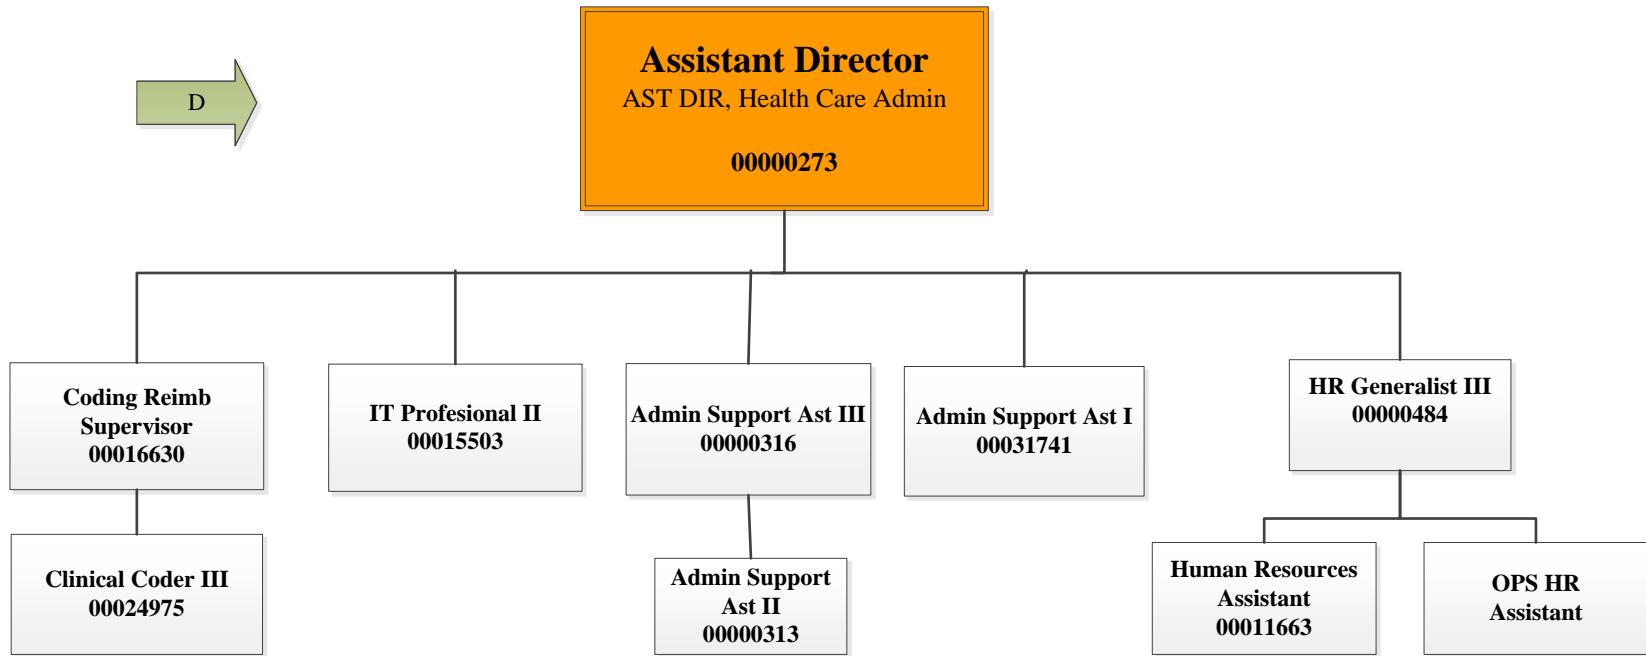 D
Assistant Director
AST DIR, Health Care Admin
00000273
Coding Reimb
Supervisor
00016630
IT Profesional II
00015503
Admin Support Ast III
00000316
Admin Support Ast I
00031741
HR Generalist III
00000484
Clinical Coder III
00024975
Admin Support
Ast II
00000313
Human Resources
Assistant
00011663
OPS HR
Assistant